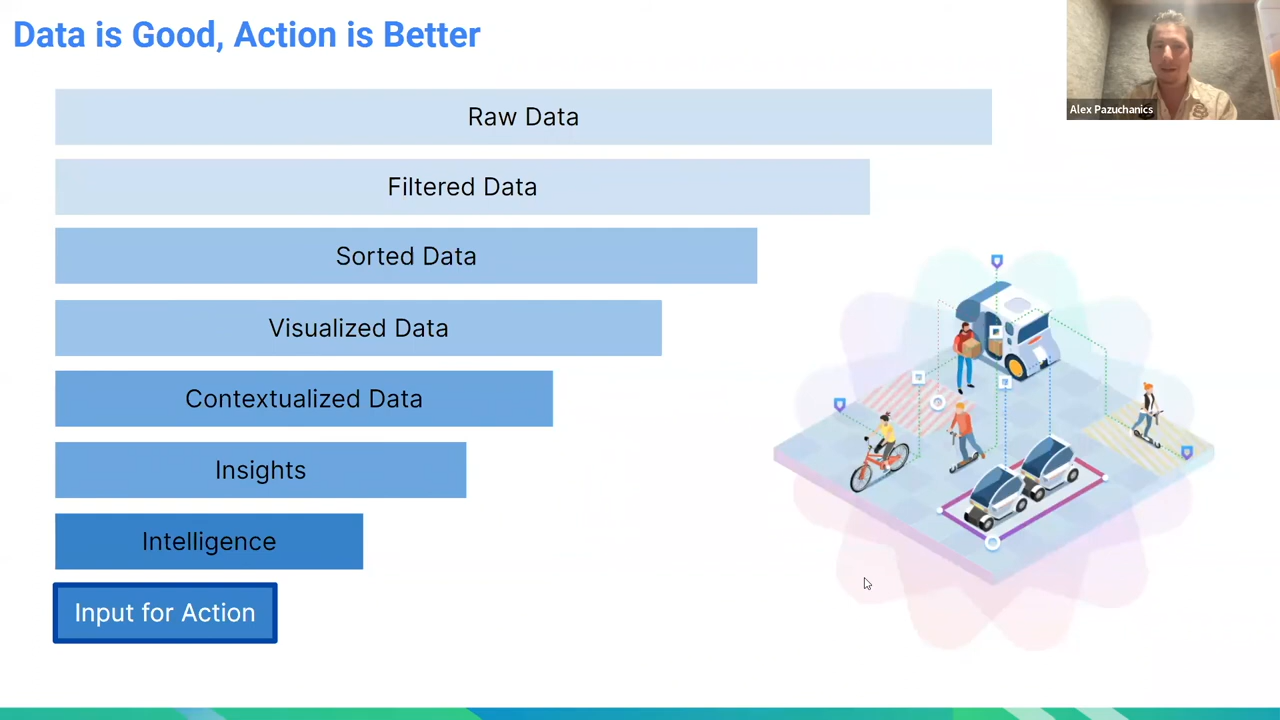 Data is Good, Action is Better
Alex Pazuchanics
Raw Data
Filtered Data
Sorted Data
Visualized Data
Contextualized Data
Insights
Intelligence
Input for Action